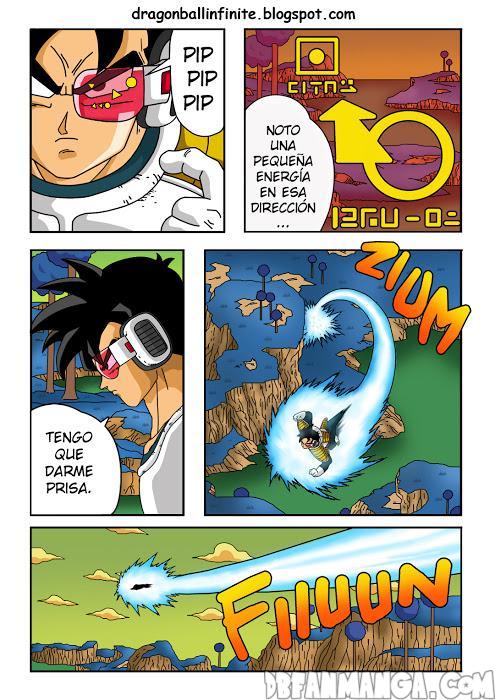 dragonballinfinite.blogspot.com
PIP
PIP
PIP
NOTO
UNA
PEQUEÑA
ENERGÍA
EN ESA
DIRECCIÓN
...
TENGO
QUE
DARME
PRISA.
ZIUM
FIIUUN
DBFANMANGA.COM